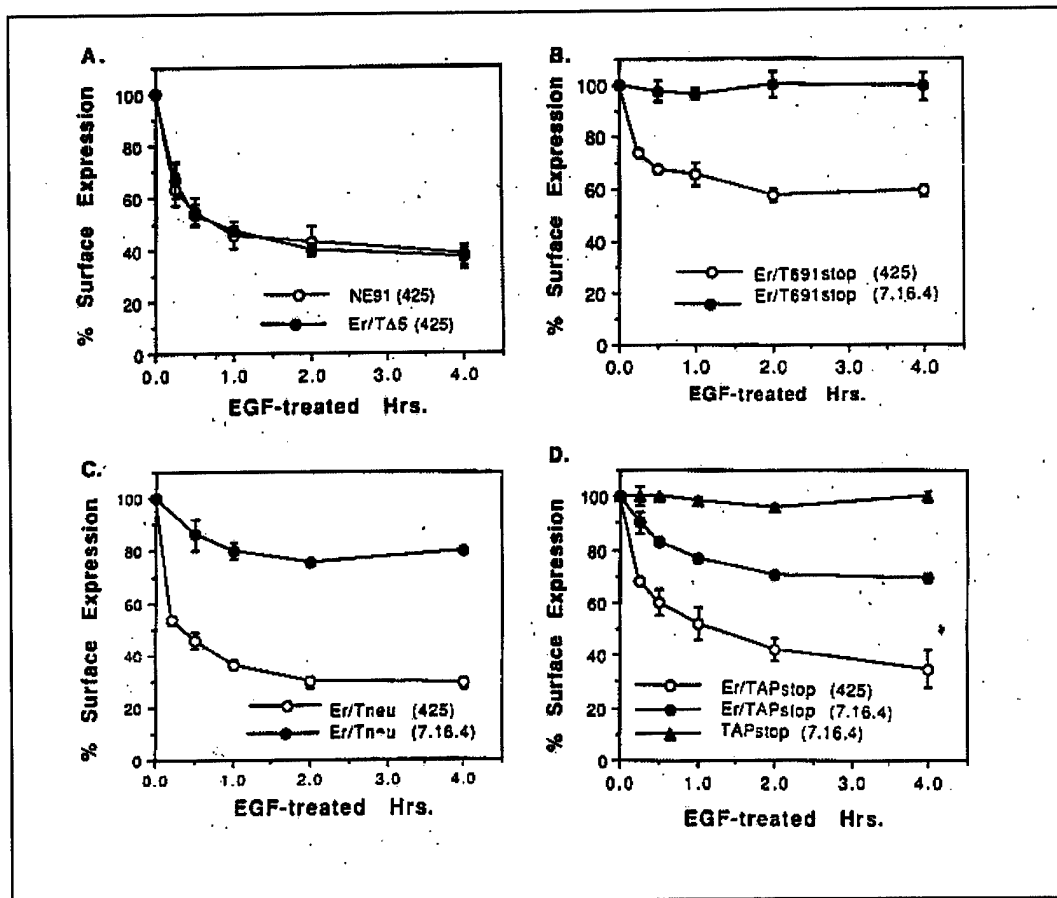 A.
% Surface Expression
100
80
60
40
20
0
NE91 (425)
Er/TΔ5 (425)
0.0 1.0 2.0 3.0 4.0
EGF-treated Hrs.
B.
% Surface Expression
100
80
60
40
20
0
Er/T691stop (425)
Er/T691stop (7.16.4)
0.0 1.0 2.0 3.0 4.0
EGF-treated Hrs.
C.
% Surface Expression
100
80
60
40
20
0
Er/Tneu (425)
Er/Tneu (7.16.4)
0.0 1.0 2.0 3.0 4.0
EGF-treated Hrs.
D.
% Surface Expression
100
80
60
40
20
0
Er/TAPstop (425)
Er/TAPstop (7.16.4)
TAPstop (7.16.4)
0.0 1.0 2.0 3.0 4.0
EGF-treated Hrs.